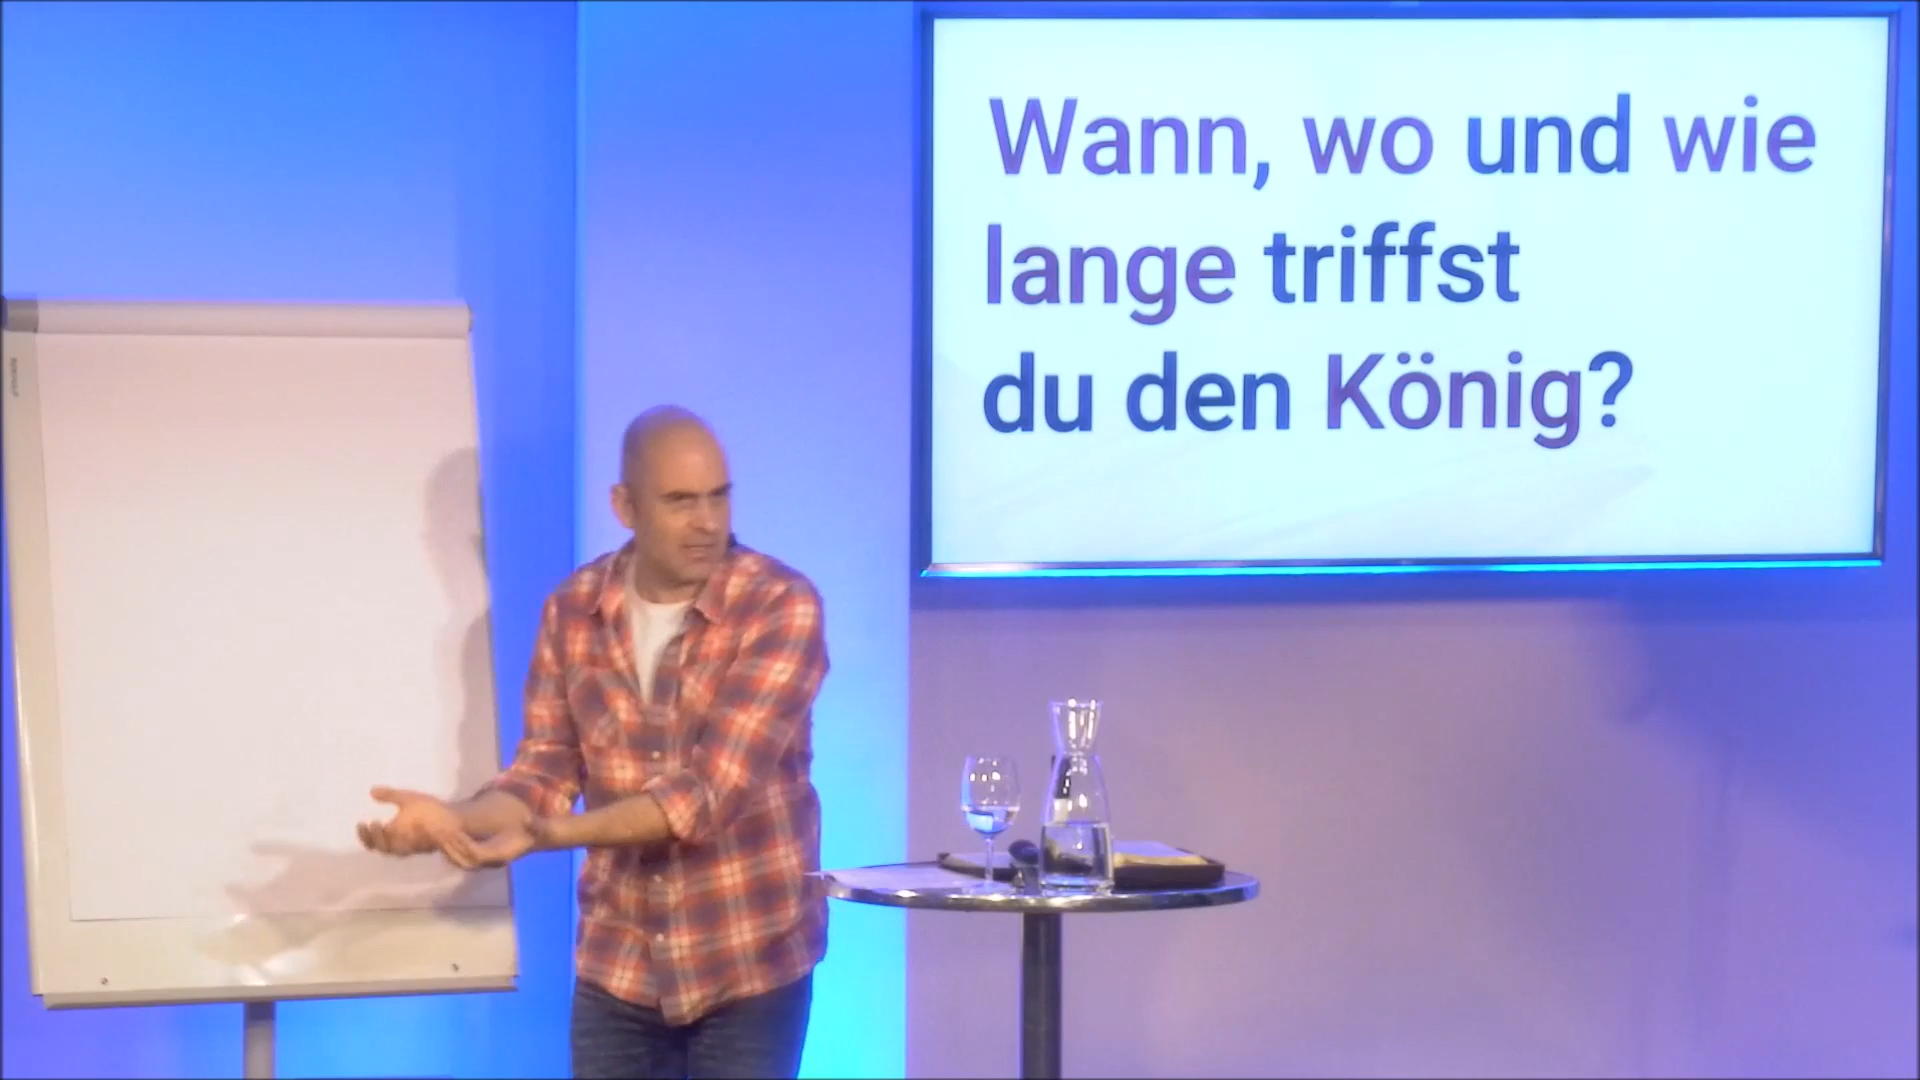 Wann, wo und wie
lange triffst
du den König?